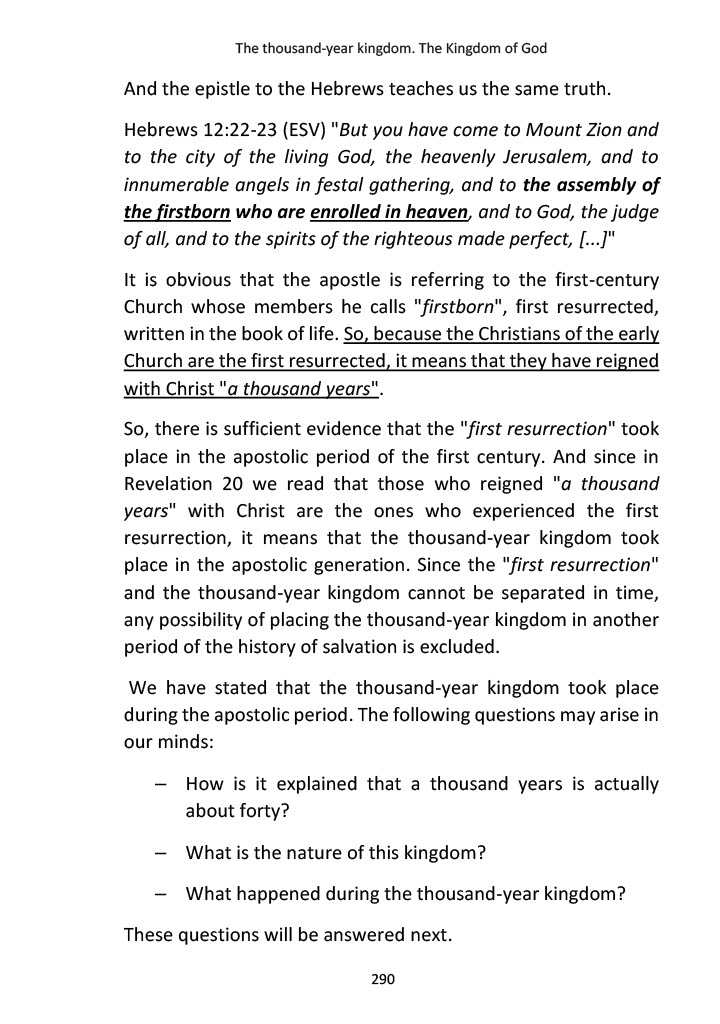 The thousand-year kingdom. The Kingdom of God
And the epistle to the Hebrews teaches us the same truth.
Hebrews 12:22-23 (ESV) "But you have come to Mount Zion and
to the city of the living God, the heavenly Jerusalem, and to
innumerable angels in festal gathering, and to the assembly of
the firstborn who are enrolled in heaven, and to God, the judge
of all, and to the spirits of the righteous made perfect, [...]"
It is obvious that the apostle is referring to the first-century
Church whose members he calls "firstborn", first resurrected,
written in the book of life. So, because the Christians of the early
Church are the first resurrected, it means that they have reigned
with Christ "a thousand years".
So, there is sufficient evidence that the "first resurrection" took
place in the apostolic period of the first century. And since in
Revelation 20 we read that those who reigned "a thousand
years" with Christ are the ones who experienced the first
resurrection, it means that the thousand-year kingdom took
place in the apostolic generation. Since the "first resurrection"
and the thousand-year kingdom cannot be separated in time,
any possibility of placing the thousand-year kingdom in another
period of the history of salvation is excluded.
We have stated that the thousand-year kingdom took place
during the apostolic period. The following questions may arise in
our minds:
– How is it explained that a thousand years is actually
about forty?
– What is the nature of this kingdom?
– What happened during the thousand-year kingdom?
These questions will be answered next.
290